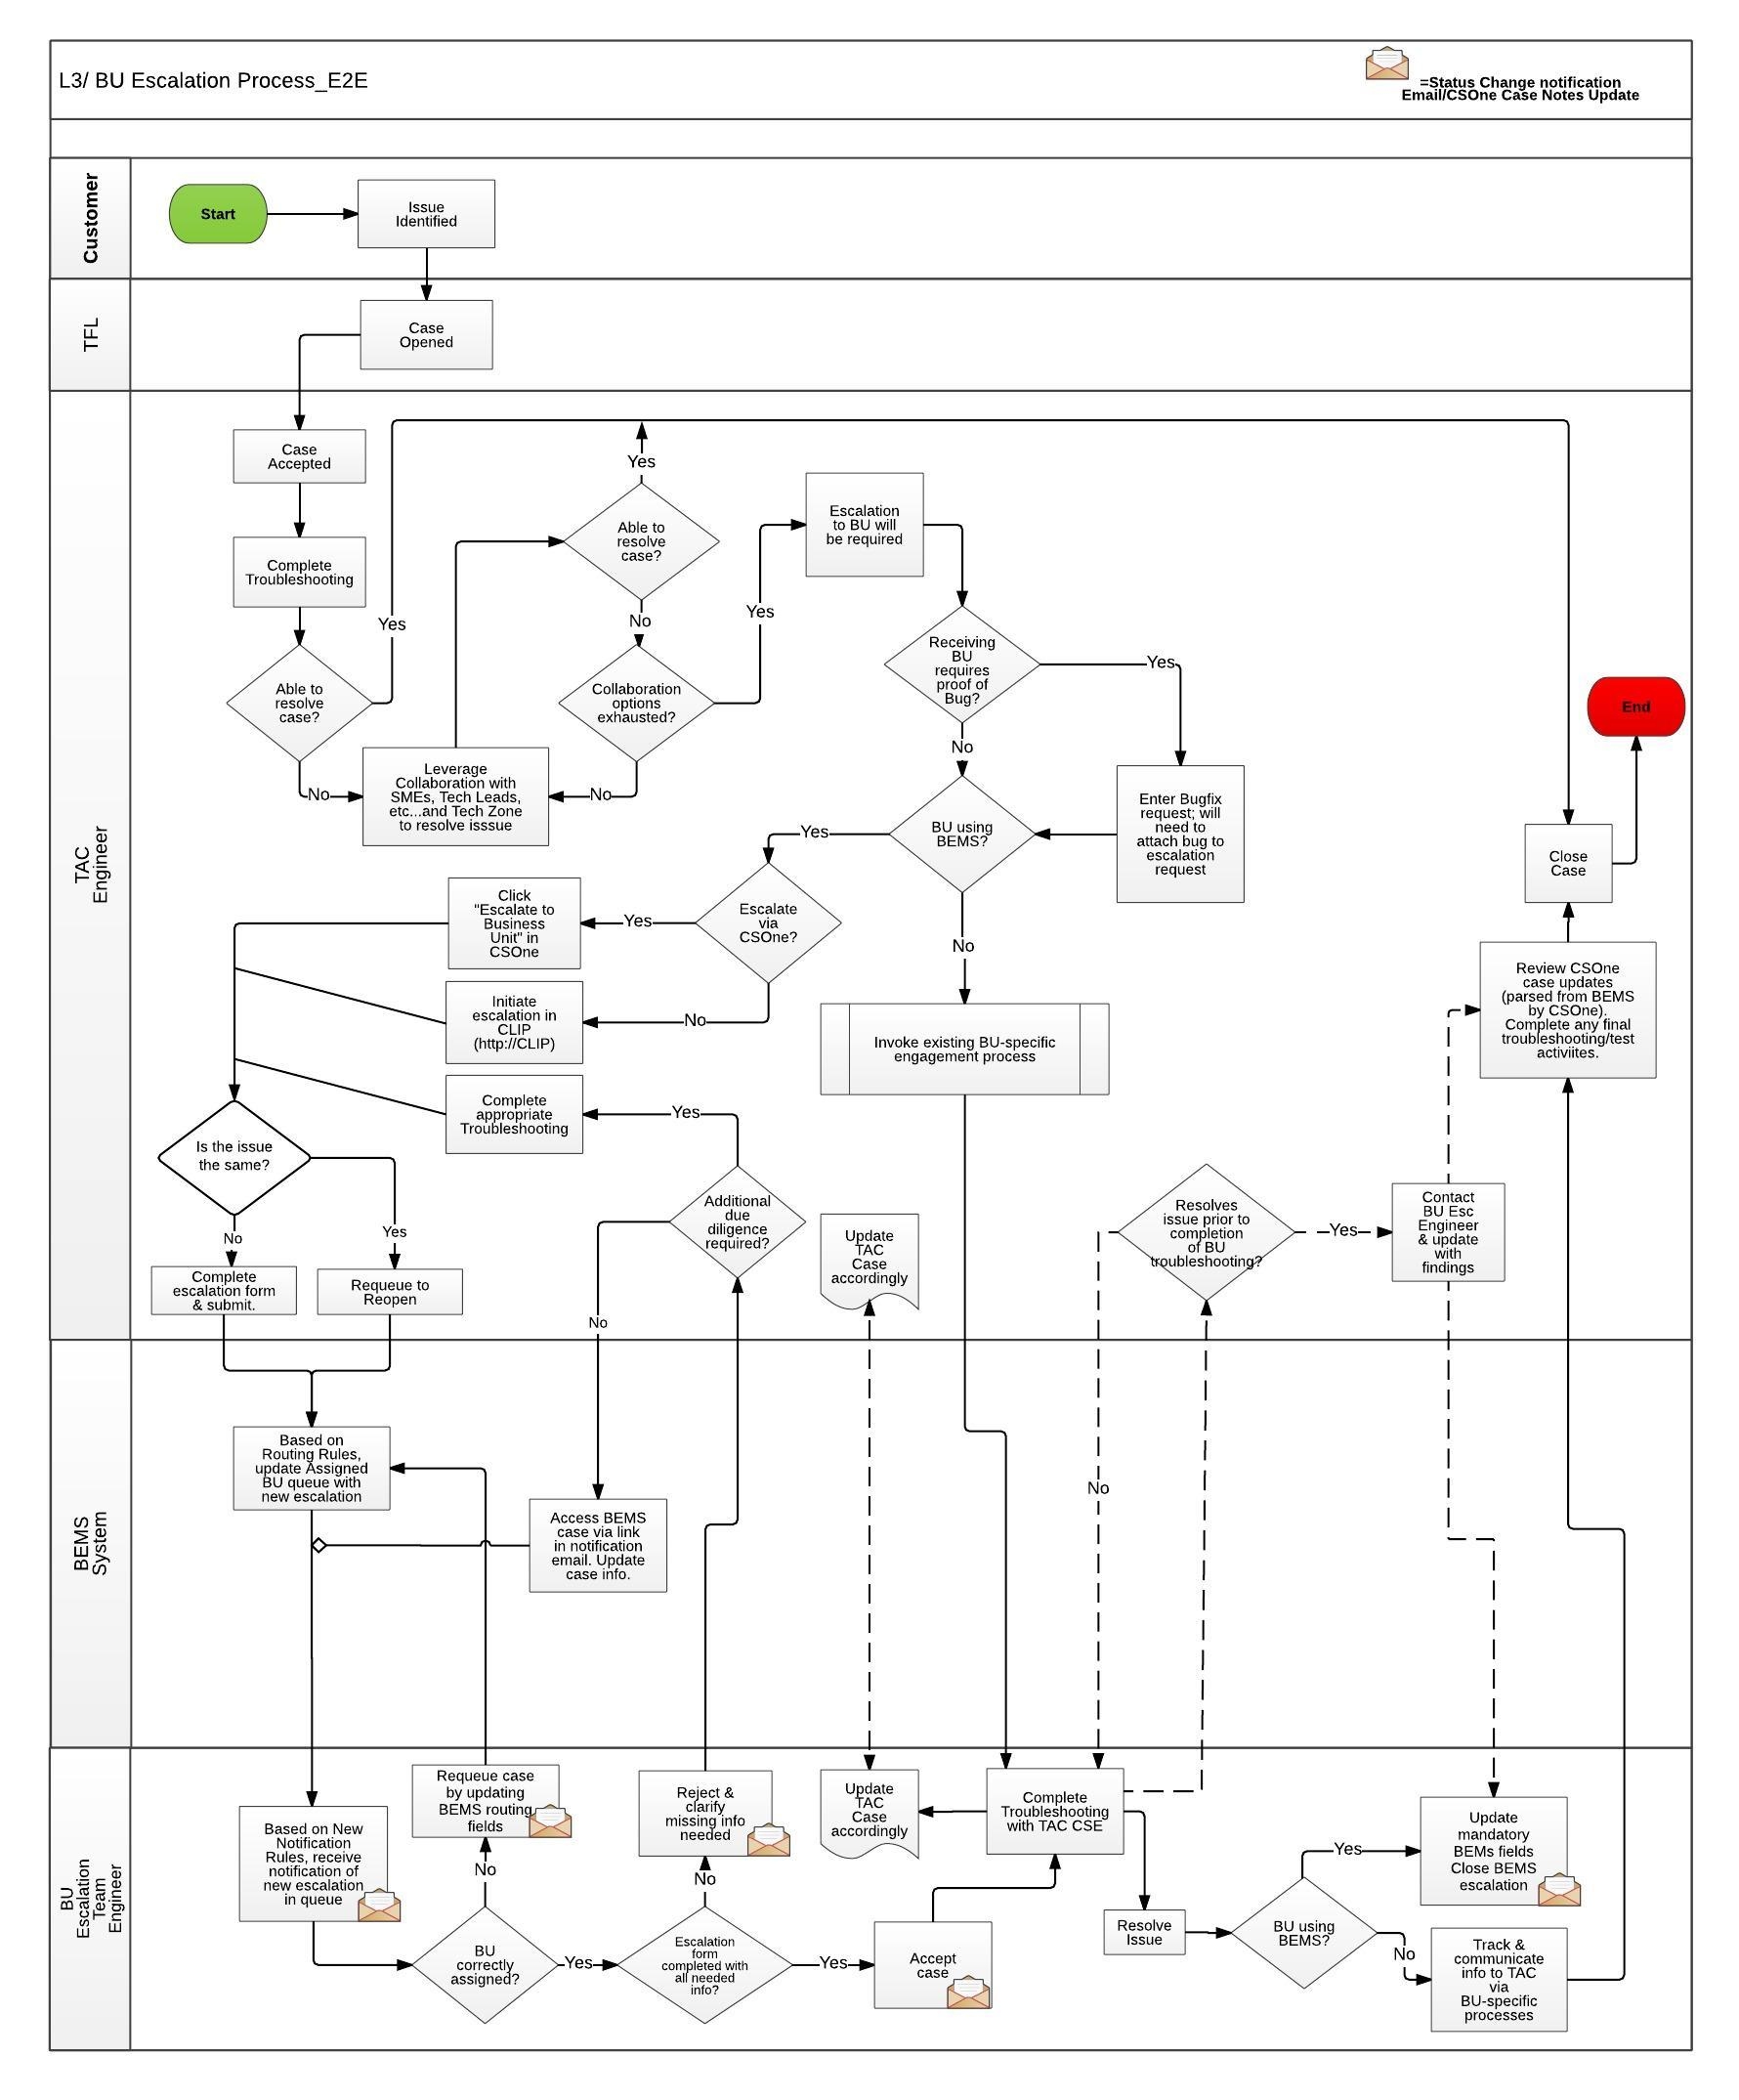 L3/ BU Escalation Process_E2E
=Status Change notification
Email/CSOne Case Notes Update
Customer
Start
Issue
Identified
TFL
Case
Opened
TAC
Engineer
Case
Accepted
Complete
Troubleshooting
Able to
resolve
case?
Yes
No
Leverage
Collaboration with
SMEs, Tech Leads,
etc...and Tech Zone
to resolve isssue
Yes
Able to
resolve
case?
No
Collaboration
options
exhausted?
No
Yes
Escalation
to BU will
be required
Receiving
BU
requires
proof of
Bug?
Yes
No
Enter Bugfix
request; will
need to
attach bug to
escalation
request
BU using
BEMS?
Yes
No
Escalate
via
CSOne?
Yes
No
Click
"Escalate to
Business
Unit" in
CSOne
Initiate
escalation in
CLIP
(http://CLIP)
Complete
appropriate
Troubleshooting
Yes
Additional
due
diligence
required?
No
Invoke existing BU-specific
engagement process
Is the issue
the same?
No
Yes
Complete
escalation form
& submit.
Requeue to
Reopen
Update
TAC
Case
accordingly
Resolves
issue prior to
completion
of BU
troubleshooting?
Yes
No
Contact
BU Esc
Engineer
& update
with
findings
Review CSOne
case updates
(parsed from BEMS
by CSOne).
Complete any final
troubleshooting/test
activiites.
Close
Case
End
BEMS
System
Based on
Routing Rules,
update Assigned
BU queue with
new escalation
Access BEMS
case via link
in notification
email. Update
case info.
BU
Escalation
Team
Engineer
Based on New
Notification
Rules, receive
notification of
new escalation
in queue
Requeue case
by updating
BEMS routing
fields
No
BU
correctly
assigned?
Yes
Reject &
clarify
missing info
needed
No
Escalation
form
completed with
all needed
info?
Yes
Accept
case
Update
TAC
Case
accordingly
Complete
Troubleshooting
with TAC CSE
Resolve
Issue
BU using
BEMS?
Yes
No
Update
mandatory
BEMs fields
Close BEMS
escalation
Track &
communicate
info to TAC
via
BU-specific
processes